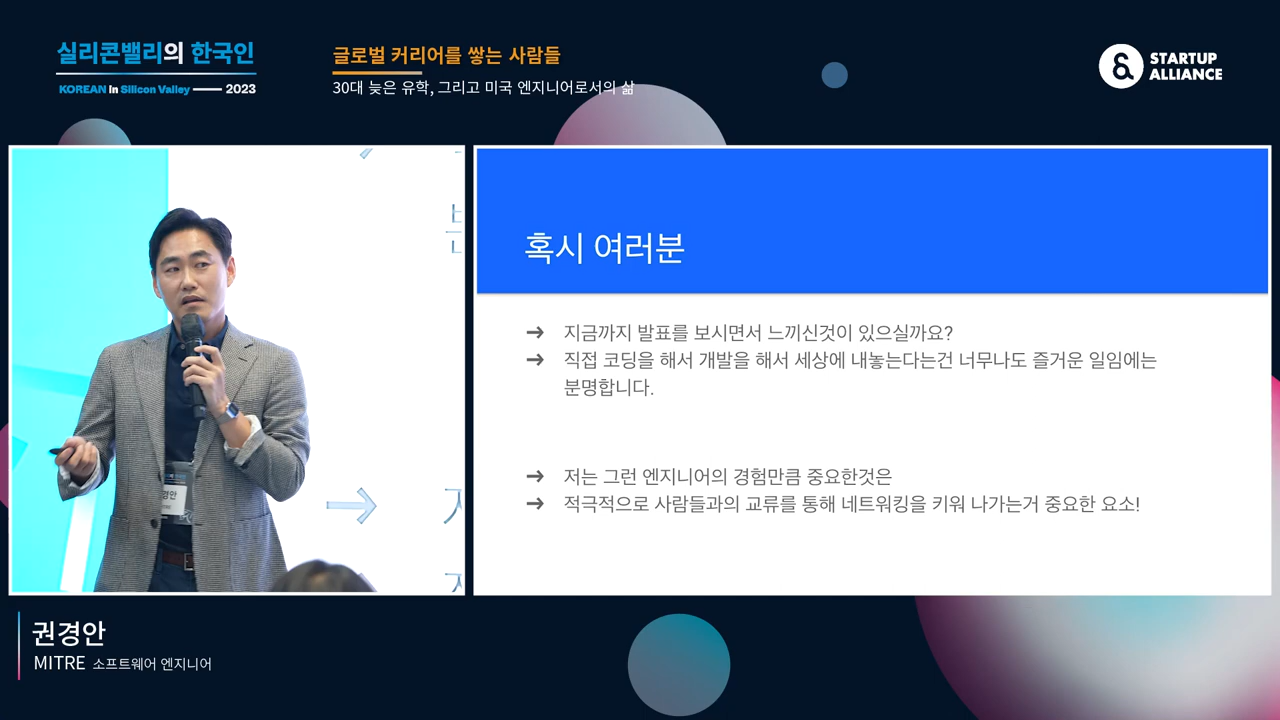 실리콘밸리의 한국인
KOREAN in Silicon Valley 2023
글로벌 커리어를 쌓는 사람들
30대 늦은 유학, 그리고 미국 엔지니어로서의 삶
STARTUP
ALLIANCE
혹시 여러분
→ 지금까지 발표를 보시면서 느끼신것이 있으실까요?
→ 직접 코딩을 해서 개발을 해서 세상에 내놓는다는건 너무나도 즐거운 일임에는
분명합니다.
→ 저는 그런 엔지니어의 경험만큼 중요한것은
→ 적극적으로 사람들과의 교류를 통해 네트워킹을 키워 나가는거 중요한 요소!
권경안
MITRE 소프트웨어 엔지니어